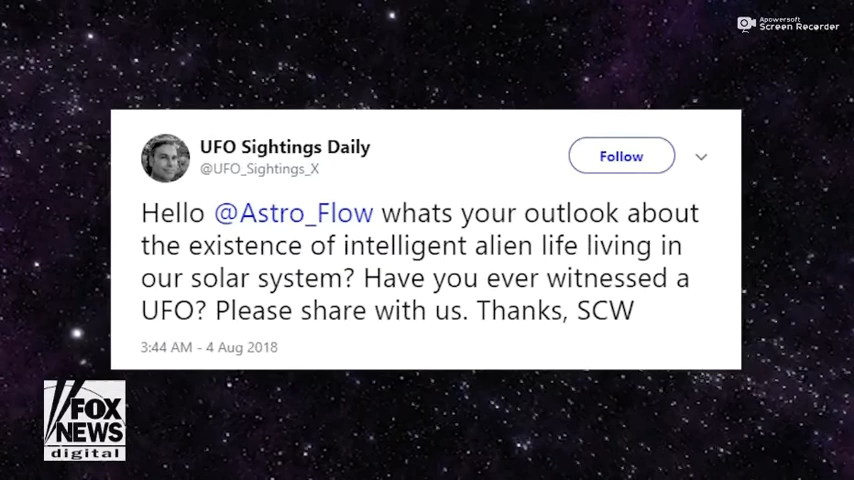 Apowersoft
Screen Recorder
UFO Sightings Daily
@UFO_Sightings_X
Follow
Hello @Astro_Flow whats your outlook about
the existence of intelligent alien life living in
our solar system? Have you ever witnessed a
UFO? Please share with us. Thanks, SCW
3:44 AM - 4 Aug 2018
FOX
NEWS
digital